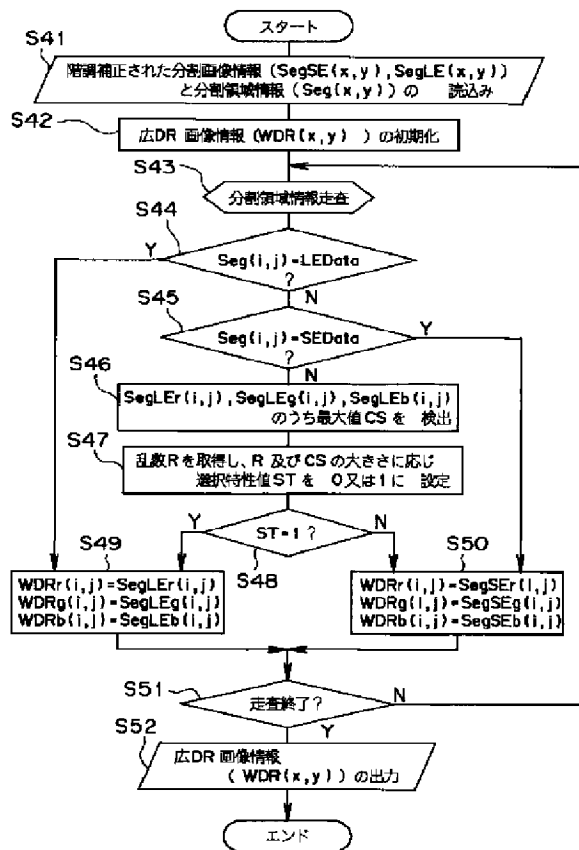 スタート
S41
階調補正された分割画像情報 (SegSE(x,y),SegLE(x,y))
と分割領域情報 (Seg(x,y)) の 読込み
S42
広DR 画像情報 (WDR(x,y) ) の初期化
S43
分割領域情報走査
S44
Y
Seg(i,j)=LEData
?
N
S45
Seg(i,j)=SEData
?
Y
N
S46
SegLEr(i,j),SegLEg(i,j),SegLEb(i,j)
のうち最大値CSを 検出
S47
乱数Rを取得し、R 及びCSの大きさに応じ
選択特性値STを 0又は1に 設定
Y
ST=1 ?
N
S48
S49
WDRr(i,j)=SegLEr(i,j)
WDRg(i,j)=SegLEg(i,j)
WDRb(i,j)=SegLEb(i,j)
S50
WDRr(i,j)=SegSEr(i,j)
WDRg(i,j)=SegSEg(i,j)
WDRb(i,j)=SegSEb(i,j)
S51
走査終了?
N
Y
S52
広DR 画像情報
( WDR(x,y) ) の出力
エンド